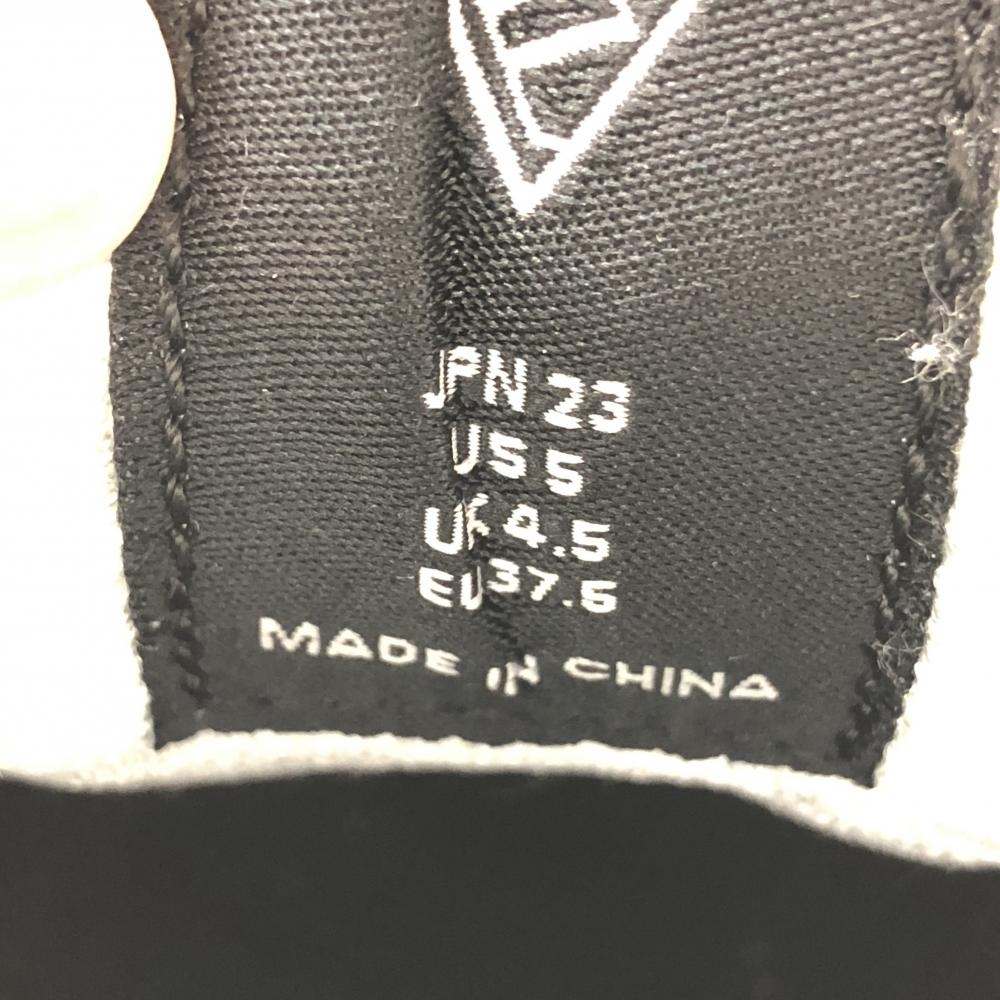 JPN 23
US 5
UK 4.5
EU 37.5
MADE IN CHINA